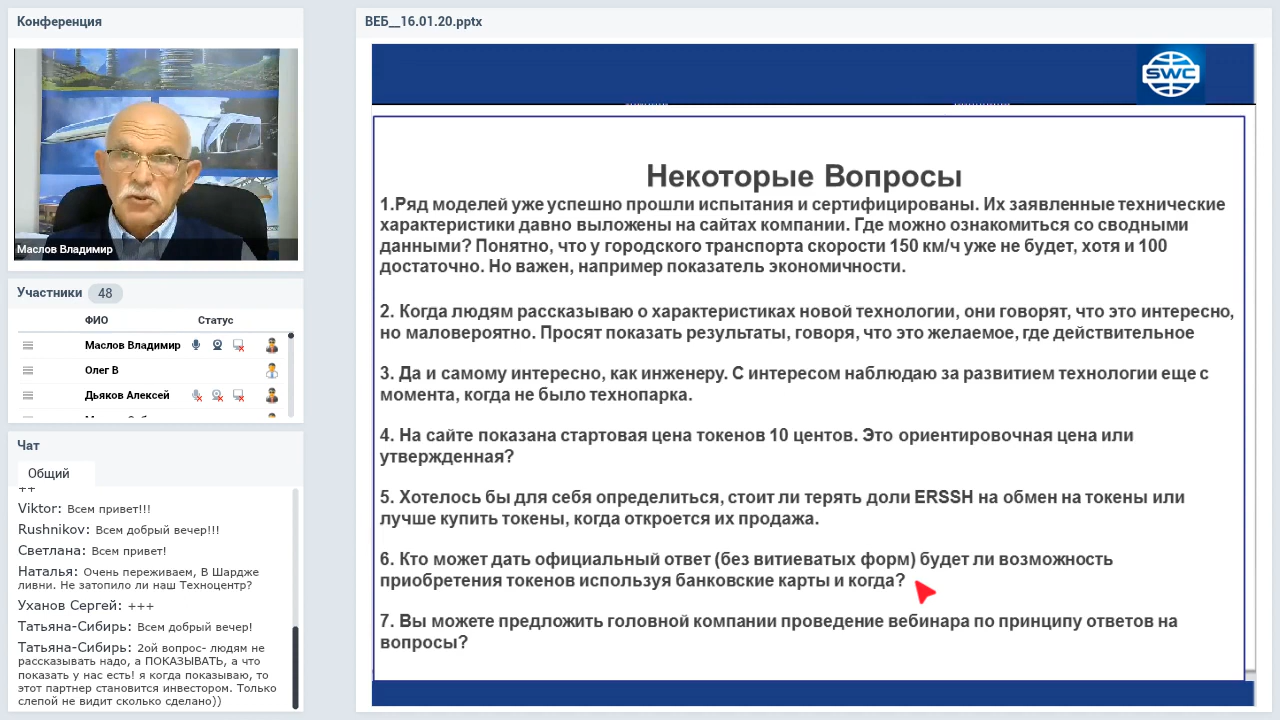 Конференция
Маслов Владимир
Участники 48
ФИО Статус
Маслов Владимир
Олег В
Дьяков Алексей
Чат
Общий
++
Viktor: Всем привет!!!
Rushnikov: Всем добрый вечер!!!
Светлана: Всем привет!
Наталья: Очень переживаем, В Шардже
ливни. Не затопило ли наш Техноцентр?
Уханов Сергей: +++
Татьяна-Сибирь: Всем добрый вечер!
Татьяна-Сибирь: 2ой вопрос- людям не
рассказывать надо, а ПОКАЗЫВАТЬ, а что
показать у нас есть! я когда показываю, то
этот партнер становится инвестором. Только
слепой не видит сколько сделано))
ВЕБ__16.01.20.pptx
SWC
Некоторые Вопросы
1.Ряд моделей уже успешно прошли испытания и сертифицированы. Их заявленные технические
характеристики давно выложены на сайтах компании. Где можно ознакомиться со сводными
данными? Понятно, что у городского транспорта скорости 150 км/ч уже не будет, хотя и 100
достаточно. Но важен, например показатель экономичности.
2. Когда людям рассказываю о характеристиках новой технологии, они говорят, что это интересно,
но маловероятно. Просят показать результаты, говоря, что это желаемое, где действительное
3. Да и самому интересно, как инженеру. С интересом наблюдаю за развитием технологии еще с
момента, когда не было технопарка.
4. На сайте показана стартовая цена токенов 10 центов. Это ориентировочная цена или
утвержденная?
5. Хотелось бы для себя определиться, стоит ли терять доли ERSSH на обмен на токены или
лучше купить токены, когда откроется их продажа.
6. Кто может дать официальный ответ (без витиеватых форм) будет ли возможность
приобретения токенов используя банковские карты и когда?
7. Вы можете предложить головной компании проведение вебинара по принципу ответов на
вопросы?